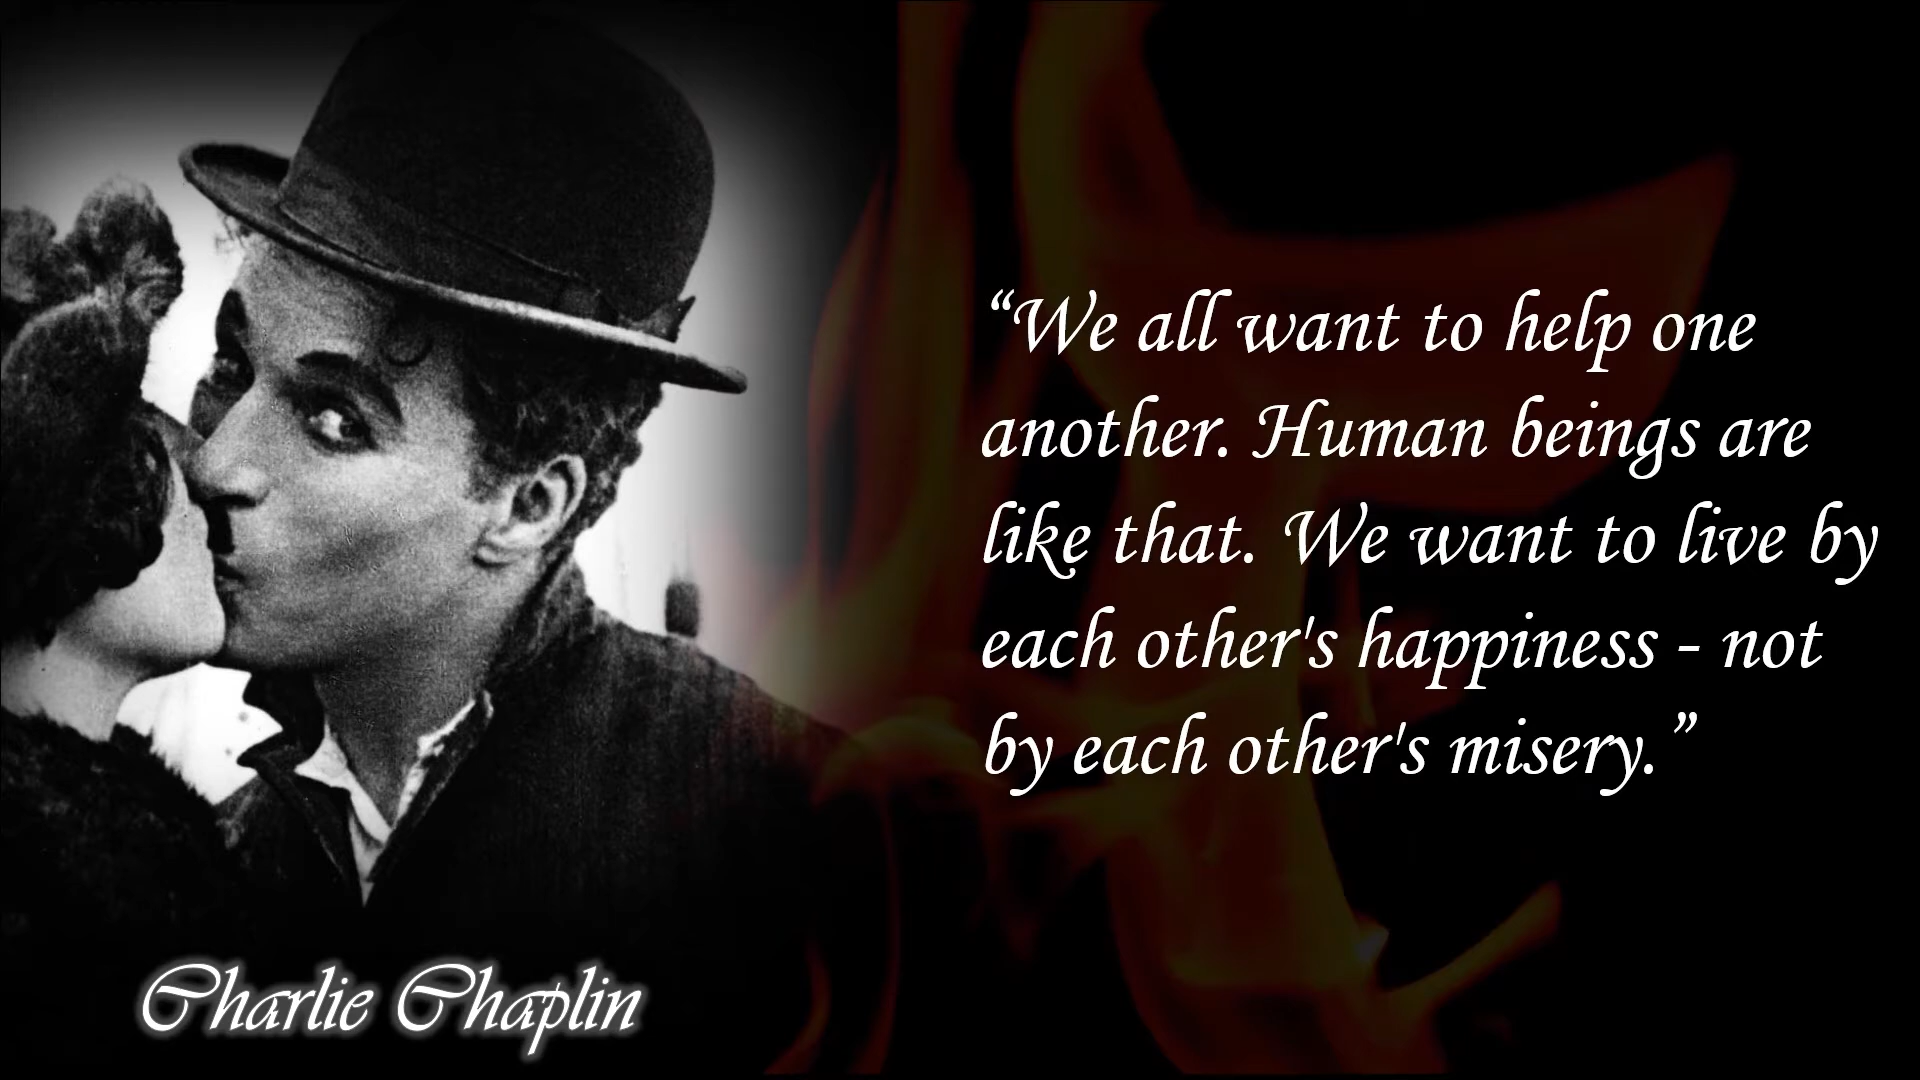 “We all want to help one
another. Human beings are
like that. We want to live by
each other's happiness - not
by each other's misery.”
Charlie Chaplin